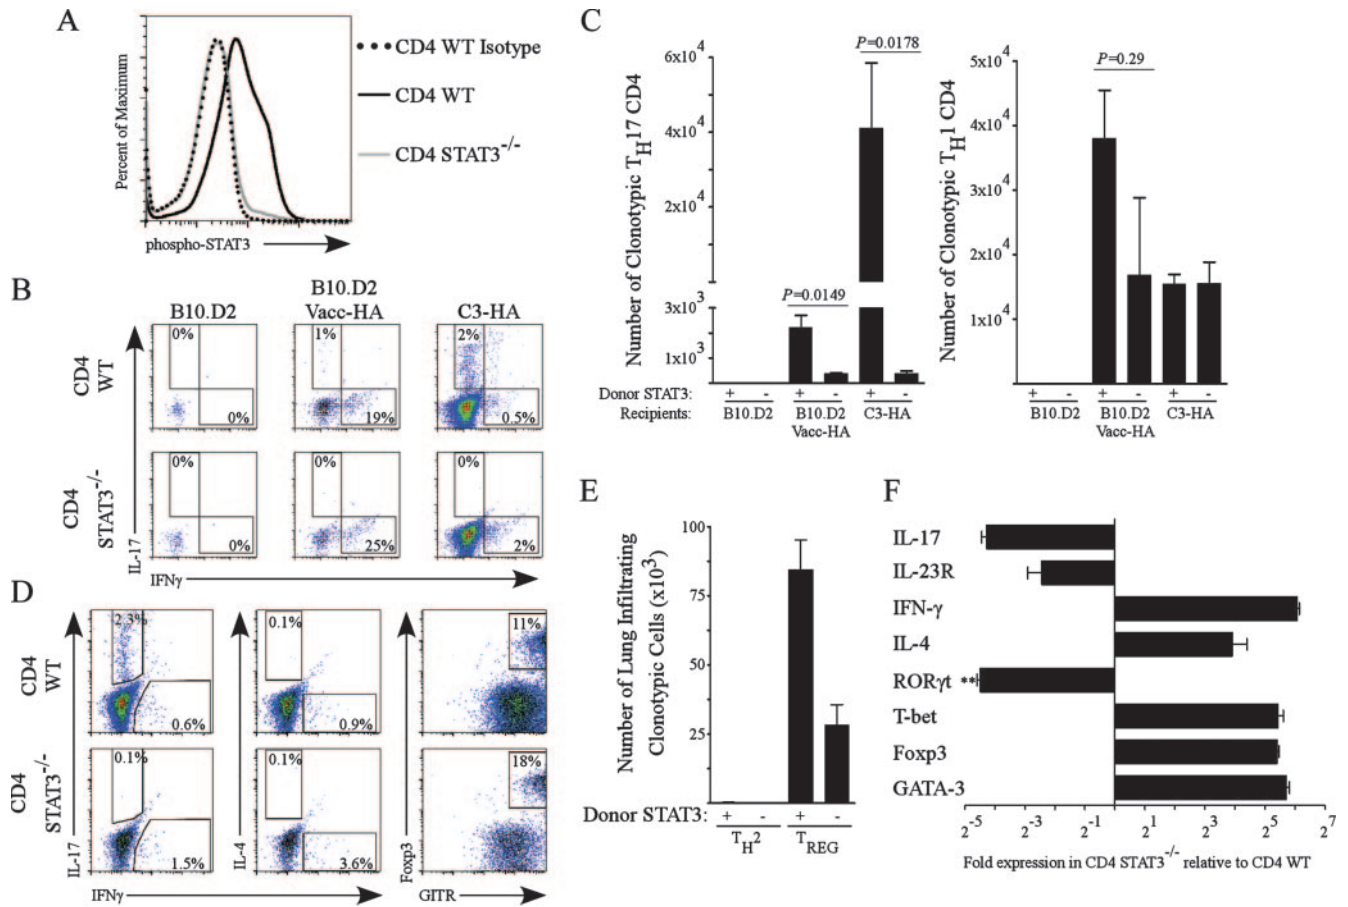 A
Percent of Maximum
phospho-STAT3
CD4 WT Isotype
CD4 WT
CD4 STAT3-/-
B
B10.D2
B10.D2 Vacc-HA
C3-HA
CD4 WT
0%
0%
1%
19%
2%
0.5%
CD4 STAT3-/-
0%
0%
0%
25%
0%
2%
IL-17
IFNγ
C
Number of Clonotypic TH17 CD4
6x10^4
4x10^4
2x10^4
3x10^3
1x10^3
P=0.0149
P=0.0178
Donor STAT3: + - + - + -
Recipients: B10.D2 B10.D2 Vacc-HA C3-HA
Number of Clonotypic TH1 CD4
5x10^4
4x10^4
3x10^4
2x10^4
1x10^4
P=0.29
+ - + - + -
B10.D2 B10.D2 Vacc-HA C3-HA
D
CD4 WT
2.3%
0.6%
0.1%
0.9%
11%
CD4 STAT3-/-
0.1%
1.5%
0.1%
3.6%
18%
IL-17
IL-4
Foxp3
IFNγ
GITR
E
Number of Lung Infiltrating Clonotypic Cells (x10^3)
100
75
50
25
Donor STAT3: + - + -
TH2 TREG
F
IL-17
IL-23R
IFN-γ
IL-4
RORγt **
T-bet
Foxp3
GATA-3
2^-5 2^-3 2^-1 2^1 2^3 2^5 2^7
Fold expression in CD4 STAT3-/- relative to CD4 WT